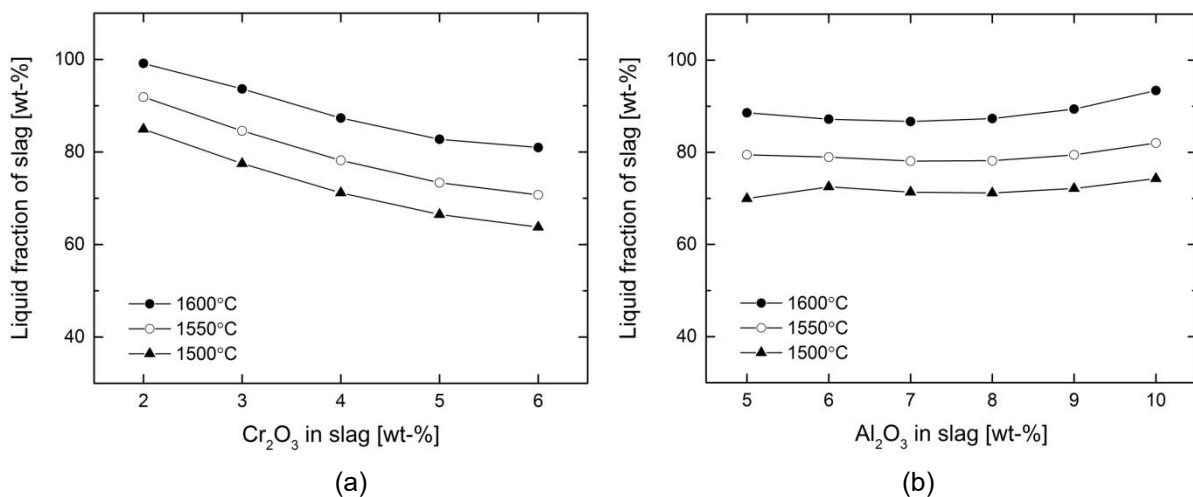 100
80
60
40
Liquid fraction of slag [wt-%]
1600°C
1550°C
1500°C
2 3 4 5 6
Cr₂O₃ in slag [wt-%]
(a)
100
80
60
40
Liquid fraction of slag [wt-%]
1600°C
1550°C
1500°C
5 6 7 8 9 10
Al₂O₃ in slag [wt-%]
(b)